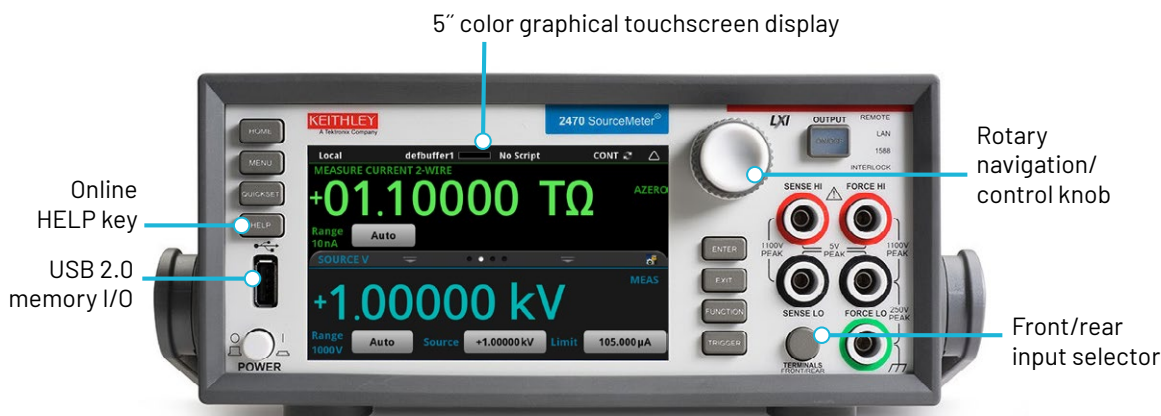 5˝ color graphical touchscreen display
KEITHLEY
A Tektronix Company
2470 SourceMeter®
LXI
OUTPUT
ON/OFF
REMOTE
LAN
1588
INTERLOCK
HOME
MENU
QUICKSET
HELP
Online
HELP key
USB 2.0
memory I/O
POWER
Local defbuffer1 No Script CONT
MEASURE CURRENT 2-WIRE
+01.10000 TΩ
AZERO
Range
10nA
Auto
SOURCE V
MEAS
+1.00000 kV
Range
1000V
Auto
Source +1.00000 kV
Limit 105.000 µA
ENTER
EXIT
FUNCTION
TRIGGER
Rotary
navigation/
control knob
SENSE HI FORCE HI
1100V
PEAK
5V
PEAK
1100V
PEAK
SENSE LO FORCE LO
250V
PEAK
TERMINALS
FRONT/REAR
Front/rear
input selector